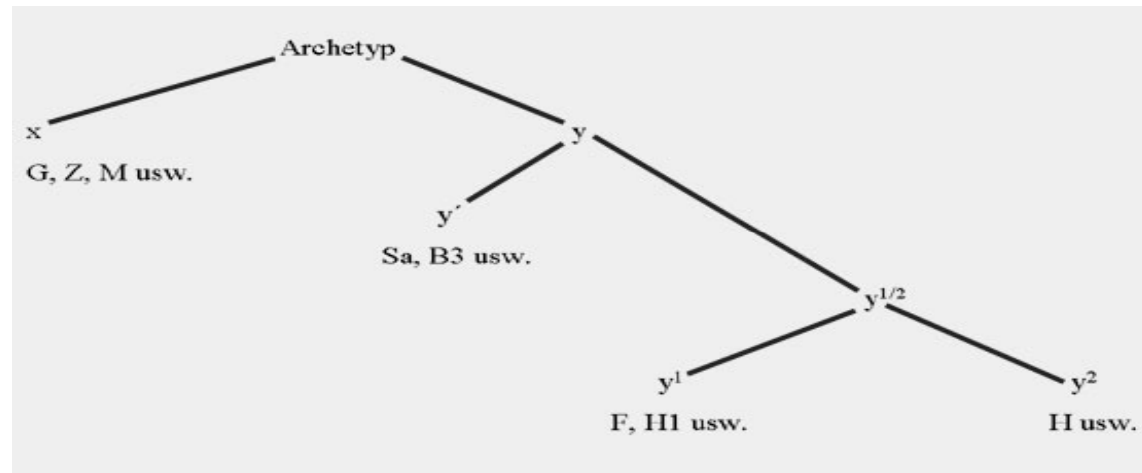 Archetyp
x
y
G, Z, M usw.
y´
Sa, B3 usw.
y¹/²
y¹
y²
F, H1 usw.
H usw.